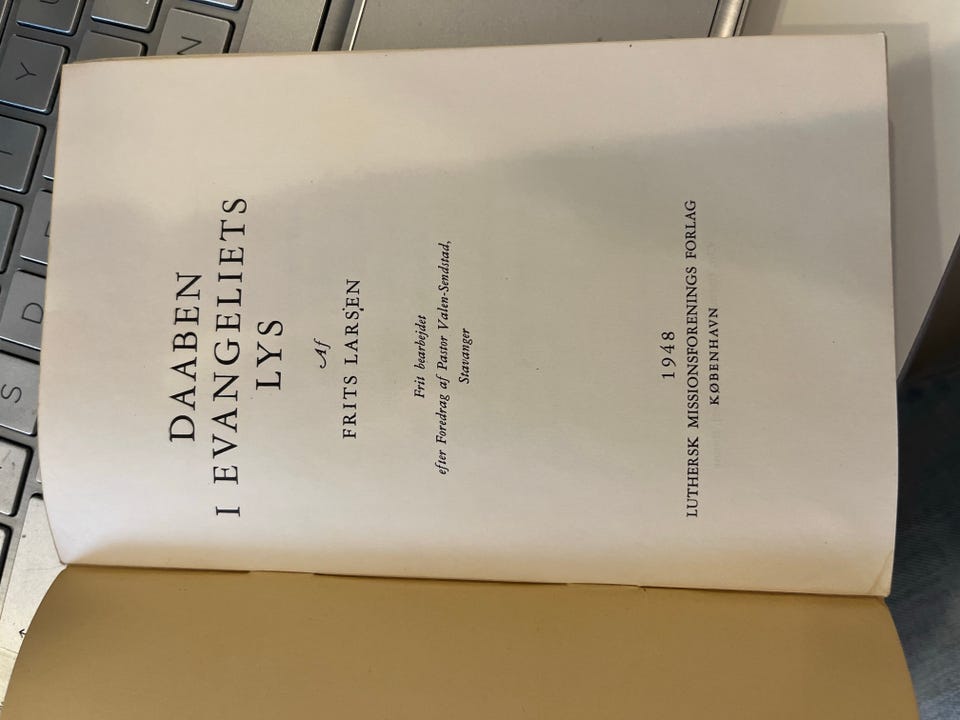 DAABEN
I EVANGELIETS
LYS
Af
FRITS LARSEN
Frit bearbejdet
efter Foredrag af Pastor Valen-Sendstad,
Stavanger
1948
LUTHERSK MISSIONSFORENINGS FORLAG
KØBENHAVN
Y
N
I
D
S